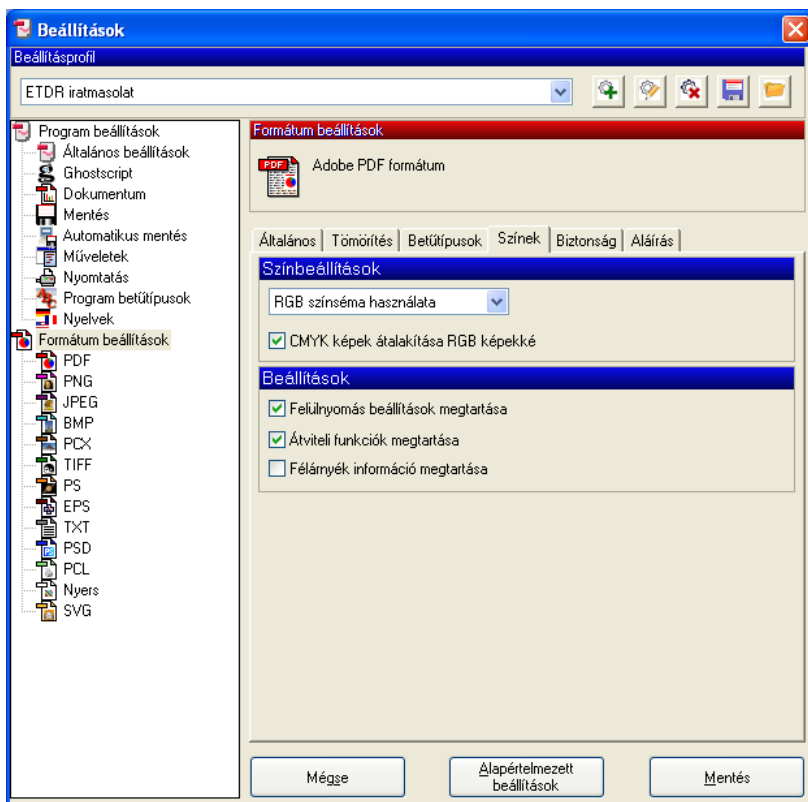 Beállítások
Beállításprofil
ETDR iratmasolat
Program beállítások
Általános beállítások
Ghostscript
Dokumentum
Mentés
Automatikus mentés
Műveletek
Nyomtatás
Program betűtípusok
Nyelvek
Formátum beállítások
PDF
PNG
JPEG
BMP
PCX
TIFF
PS
EPS
TXT
PSD
PCL
Nyers
SVG
Formátum beállítások
PDF
Adobe PDF formátum
Általános Tömörítés Betűtípusok Színek Biztonság Aláírás
Színbeállítások
RGB színséma használata
CMYK képek átalakítása RGB képekké
Beállítások
Felülnyomás beállítások megtartása
Átviteli funkciók megtartása
Félárnyék információ megtartása
Mégse
Alapértelmezett
beállítások
Mentés